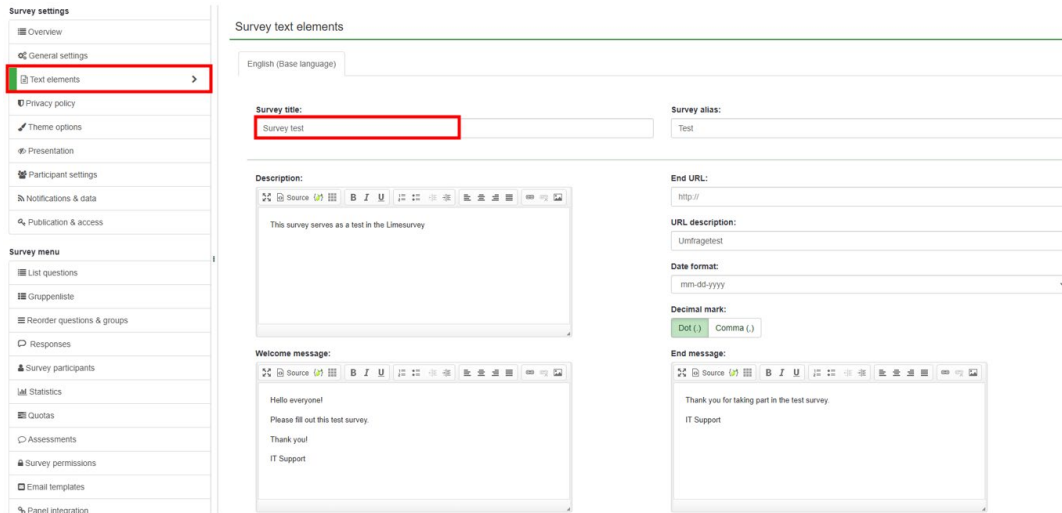 Survey settings
Overview
General settings
Text elements
Privacy policy
Theme options
Presentation
Participant settings
Notifications & data
Publication & access
Survey menu
List questions
Gruppenliste
Reorder questions & groups
Responses
Survey participants
Statistics
Quotas
Assessments
Survey permissions
Email templates
Panel integration
Survey text elements
English (Base language)
Survey title:
Survey test
Survey alias:
Test
Description:
Source
B I U
This survey serves as a test in the Limesurvey
End URL:
http://
URL description:
Umfragetest
Date format:
mm-dd-yyyy
Decimal mark:
Dot (.) Comma (,)
Welcome message:
Source
B I U
Hello everyone!
Please fill out this test survey.
Thank you!
IT Support
End message:
Source
B I U
Thank you for taking part in the test survey.
IT Support